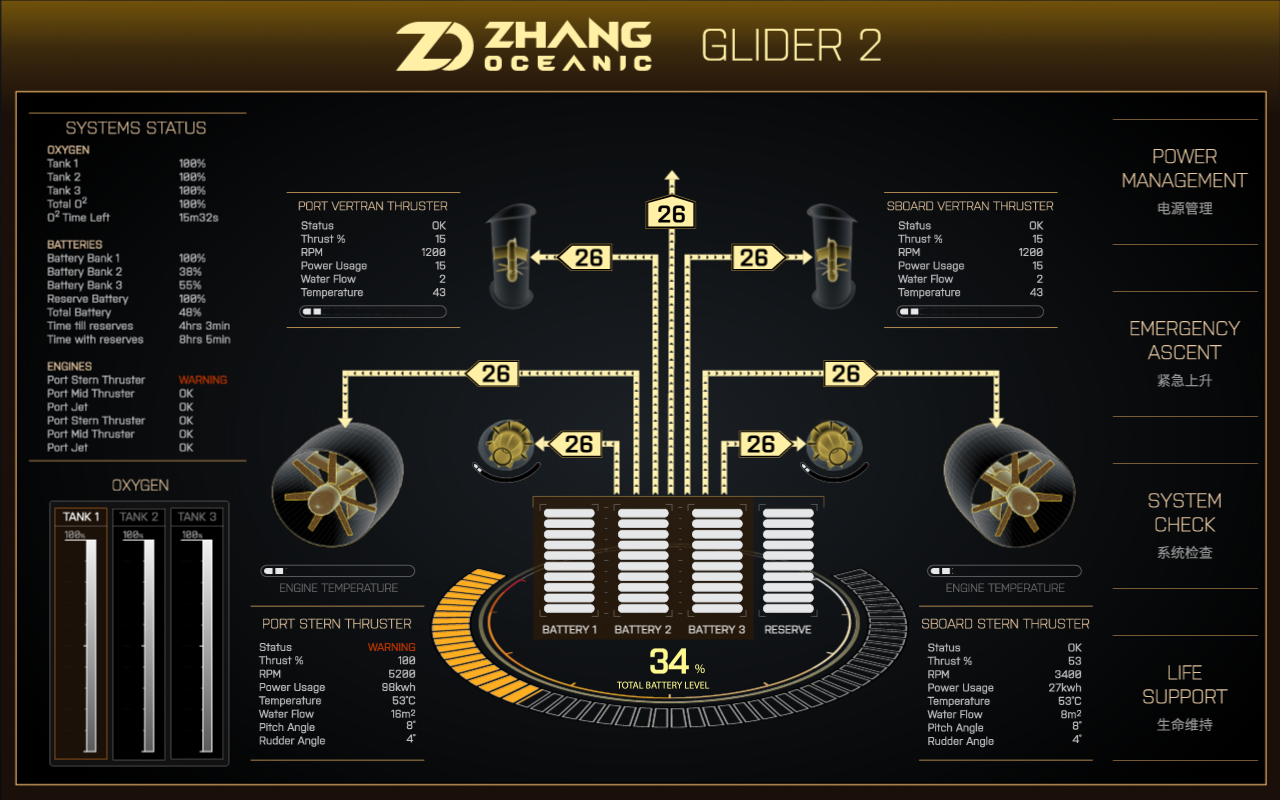 ZHANG
OCEANIC
GLIDER 2
SYSTEMS STATUS
OXYGEN
Tank 1 100%
Tank 2 100%
Tank 3 100%
Total O² 100%
O² Time Left 15m32s
BATTERIES
Battery Bank 1 100%
Battery Bank 2 38%
Battery Bank 3 55%
Reserve Battery 100%
Total Battery 48%
Time till reserves 4hrs 3min
Time with reserves 8hrs 5min
ENGINES
Port Stern Thruster WARNING
Port Mid Thruster OK
Port Jet OK
Port Stern Thruster OK
Port Mid Thruster OK
Port Jet OK
OXYGEN
TANK 1 TANK 2 TANK 3
100% 100% 100%
PORT VERTRAN THRUSTER
Status OK
Thrust % 15
RPM 1200
Power Usage 15
Water Flow 2
Temperature 43
26
26 26
26 26
26 26
SBOARD VERTRAN THRUSTER
Status OK
Thrust % 15
RPM 1200
Power Usage 15
Water Flow 2
Temperature 43
ENGINE TEMPERATURE
PORT STERN THRUSTER
Status WARNING
Thrust % 100
RPM 5200
Power Usage 98kwh
Temperature 53°C
Water Flow 16m²
Pitch Angle 8°
Rudder Angle 4°
BATTERY 1 BATTERY 2 BATTERY 3 RESERVE
34 %
TOTAL BATTERY LEVEL
ENGINE TEMPERATURE
SBOARD STERN THRUSTER
Status OK
Thrust % 53
RPM 3400
Power Usage 27kwh
Temperature 53°C
Water Flow 8m²
Pitch Angle 8°
Rudder Angle 4°
POWER
MANAGEMENT
电源管理
EMERGENCY
ASCENT
紧急上升
SYSTEM
CHECK
系统检查
LIFE
SUPPORT
生命维持